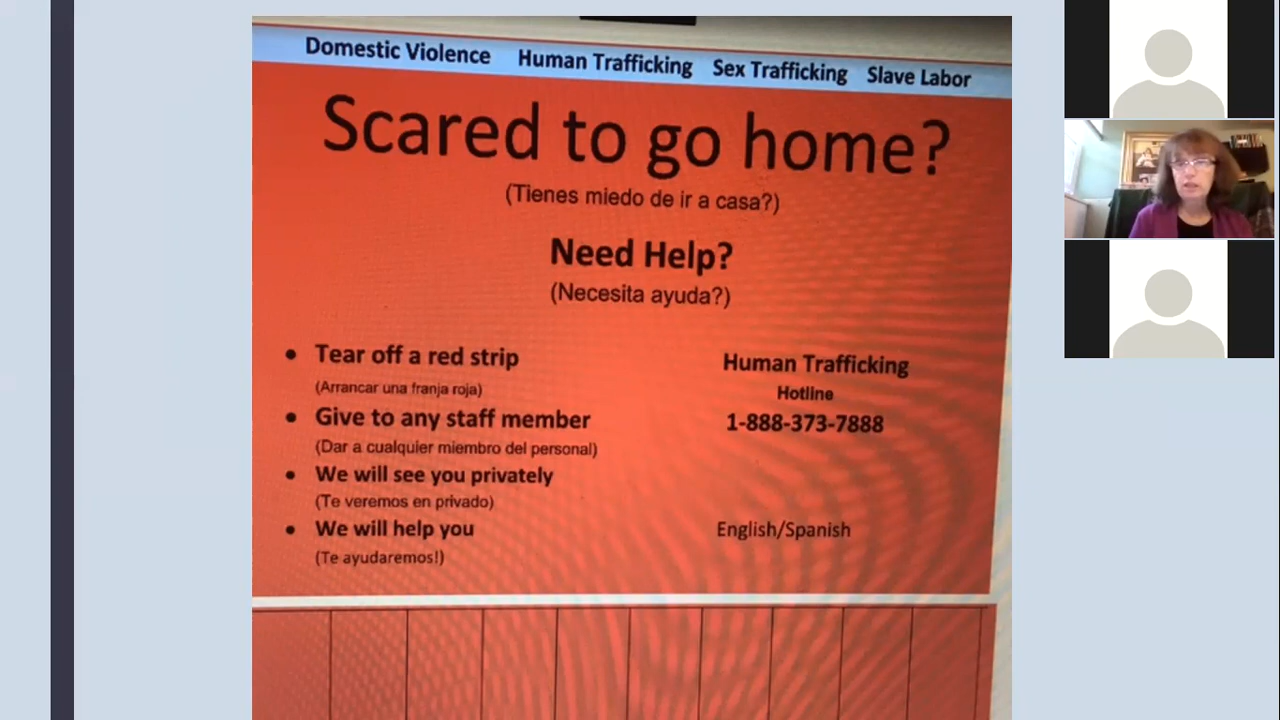 Domestic Violence Human Trafficking Sex Trafficking Slave Labor
Scared to go home?
(Tienes miedo de ir a casa?)
Need Help?
(Necesita ayuda?)
• Tear off a red strip
(Arrancar una franja roja)
• Give to any staff member
(Dar a cualquier miembro del personal)
• We will see you privately
(Te veremos en privado)
• We will help you
(Te ayudaremos!)
Human Trafficking
Hotline
1-888-373-7888
English/Spanish